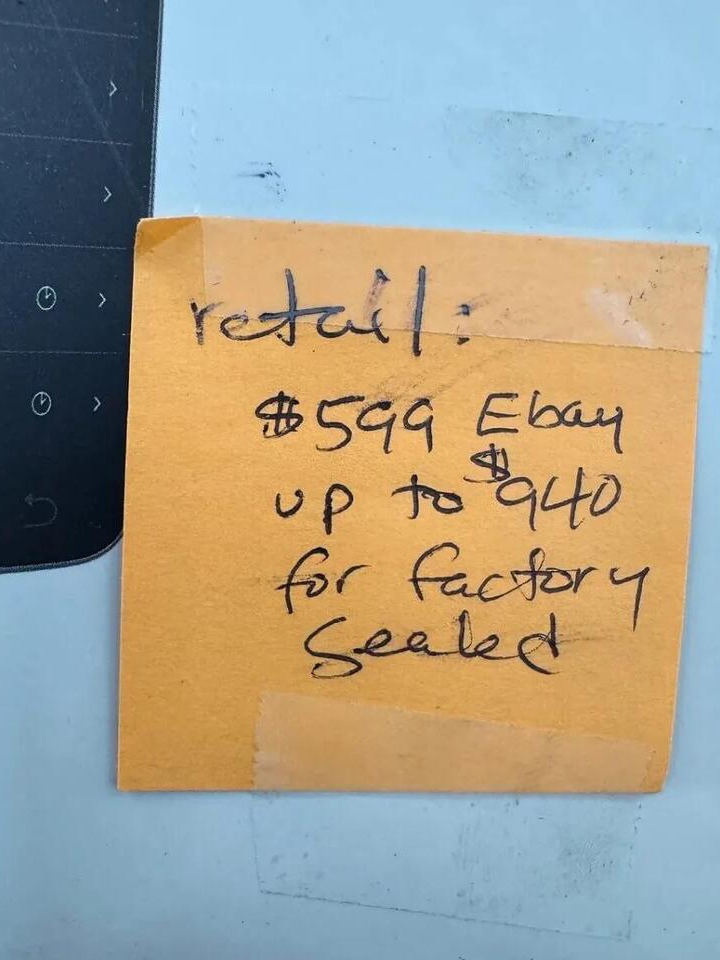 retail:
$599 Ebay
up to $940
for factory
Sealed